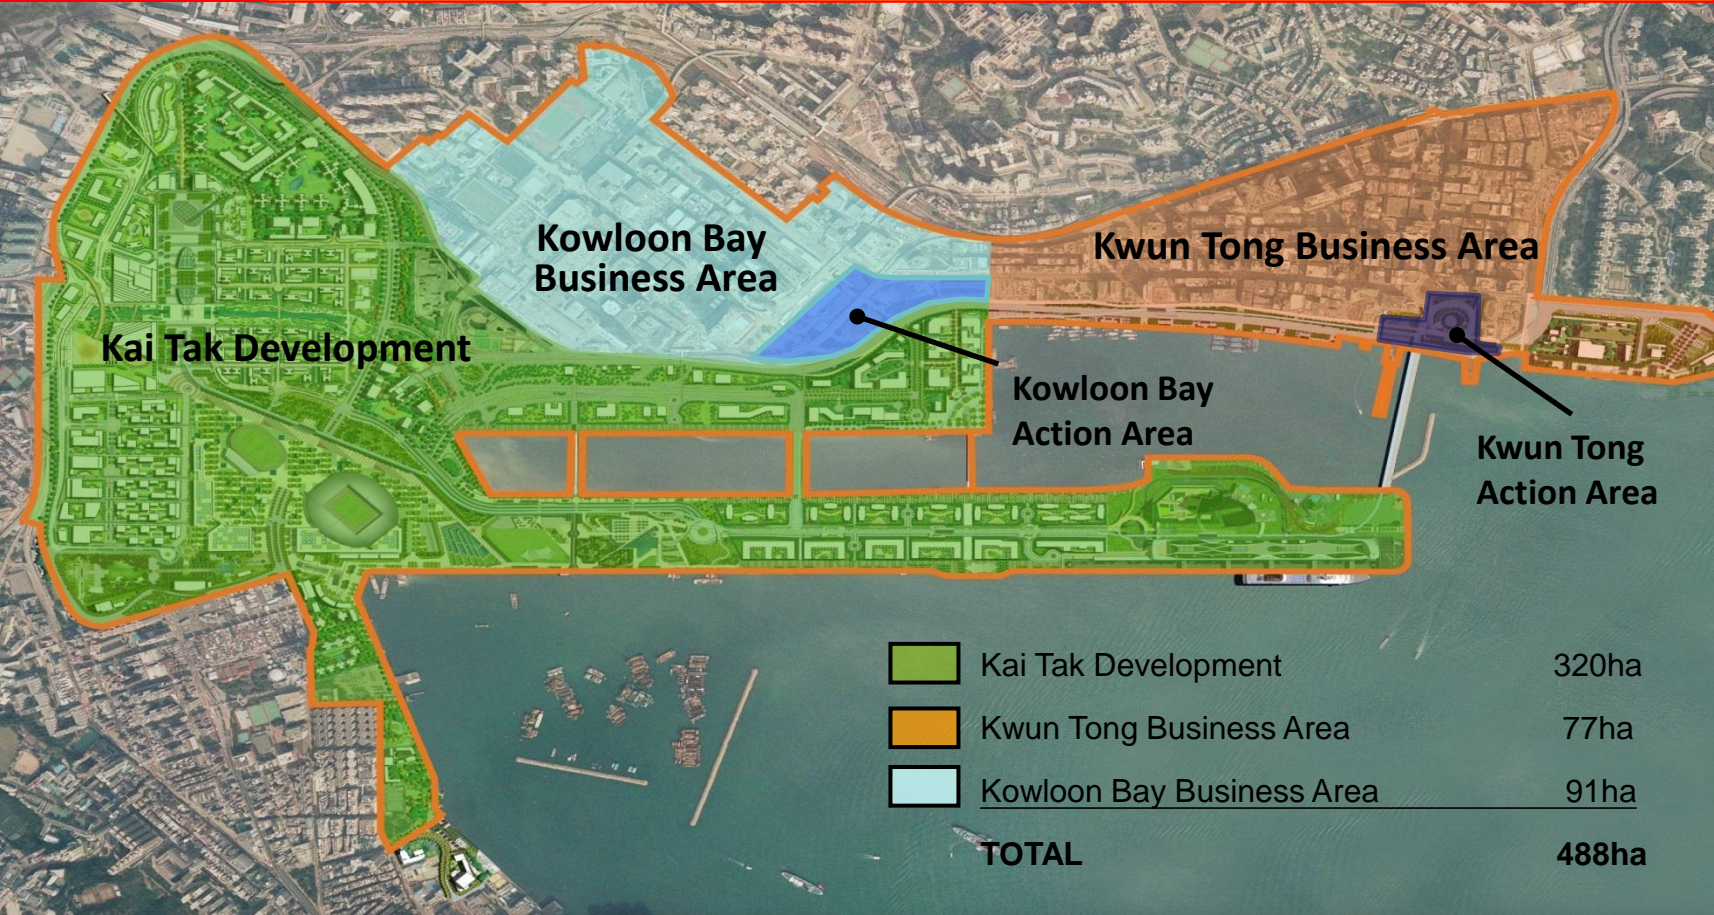 Kowloon Bay
Business Area
Kwun Tong Business Area
Kai Tak Development
Kowloon Bay
Action Area
Kwun Tong
Action Area
Kai Tak Development 320ha
Kwun Tong Business Area 77ha
Kowloon Bay Business Area 91ha
TOTAL 488ha